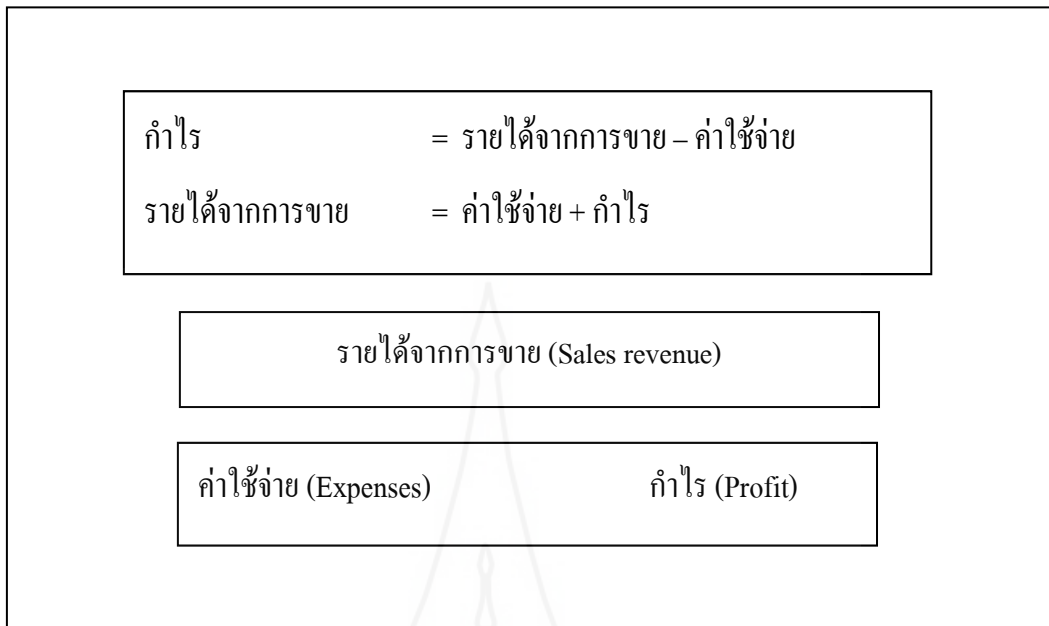 กำไร = รายได้จากการขาย – ค่าใช้จ่าย
รายได้จากการขาย = ค่าใช้จ่าย + กำไร
รายได้จากการขาย (Sales revenue)
ค่าใช้จ่าย (Expenses) กำไร (Profit)